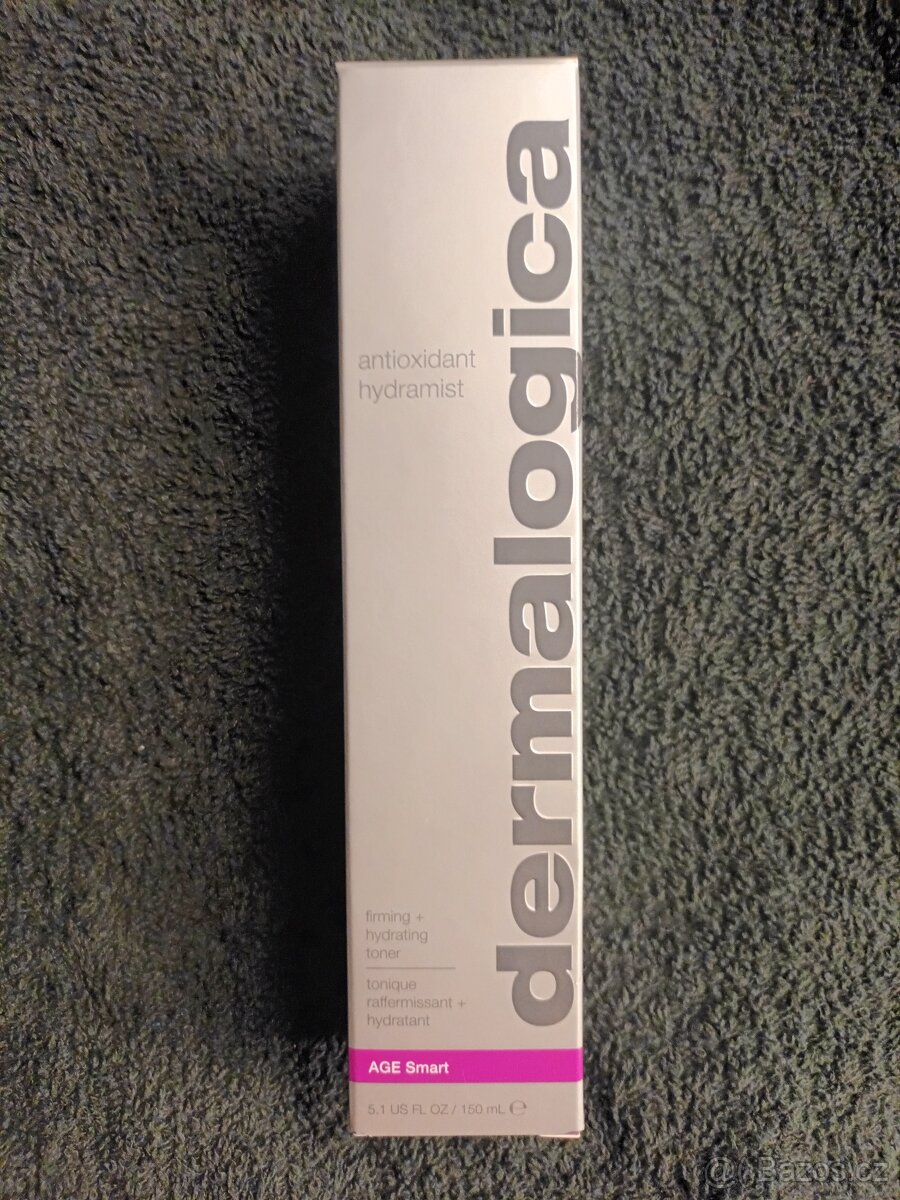 dermalogica
antioxidant
hydramist
firming +
hydrating
toner
tonique
raffermissant +
hydratant
AGE Smart
5.1 US FL OZ / 150 mL ℮
@ Bazos.cz